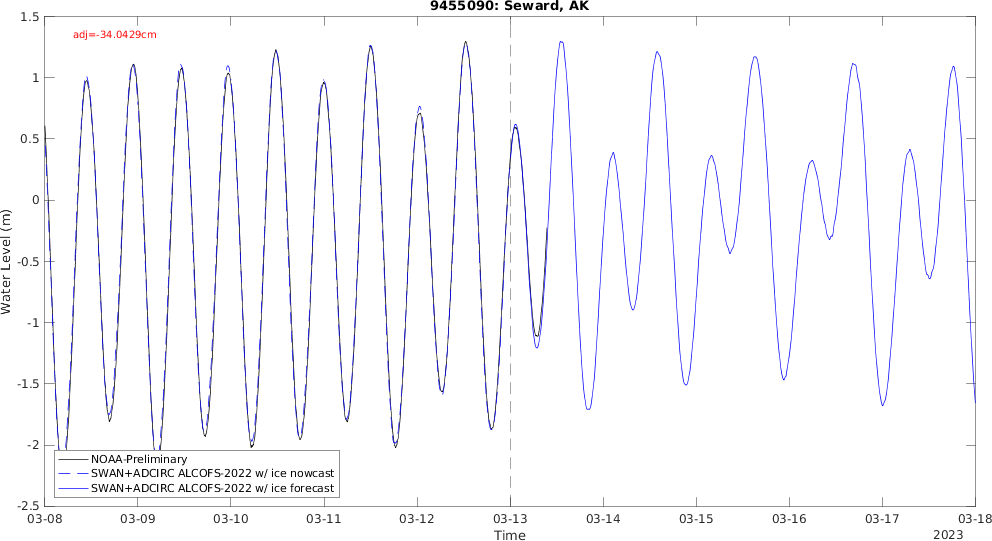 9455090: Seward, AK
adj=-34.0429cm
1.5
1
0.5
0
-0.5
-1
-1.5
-2
-2.5
Water Level (m)
NOAA-Preliminary
SWAN+ADCIRC ALCOFS-2022 w/ ice nowcast
SWAN+ADCIRC ALCOFS-2022 w/ ice forecast
03-08 03-09 03-10 03-11 03-12 03-13 03-14 03-15 03-16 03-17 03-18
Time
2023